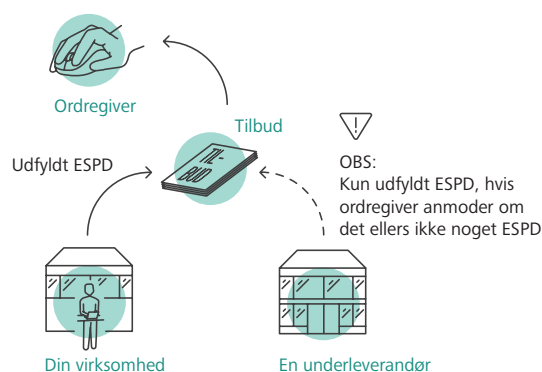 Ordregiver
Tilbud
TIL-
BUD
Udfyldt ESPD
OBS:
Kun udfyldt ESPD, hvis
ordregiver anmoder om
det ellers ikke noget ESPD
Din virksomhed
En underleverandør